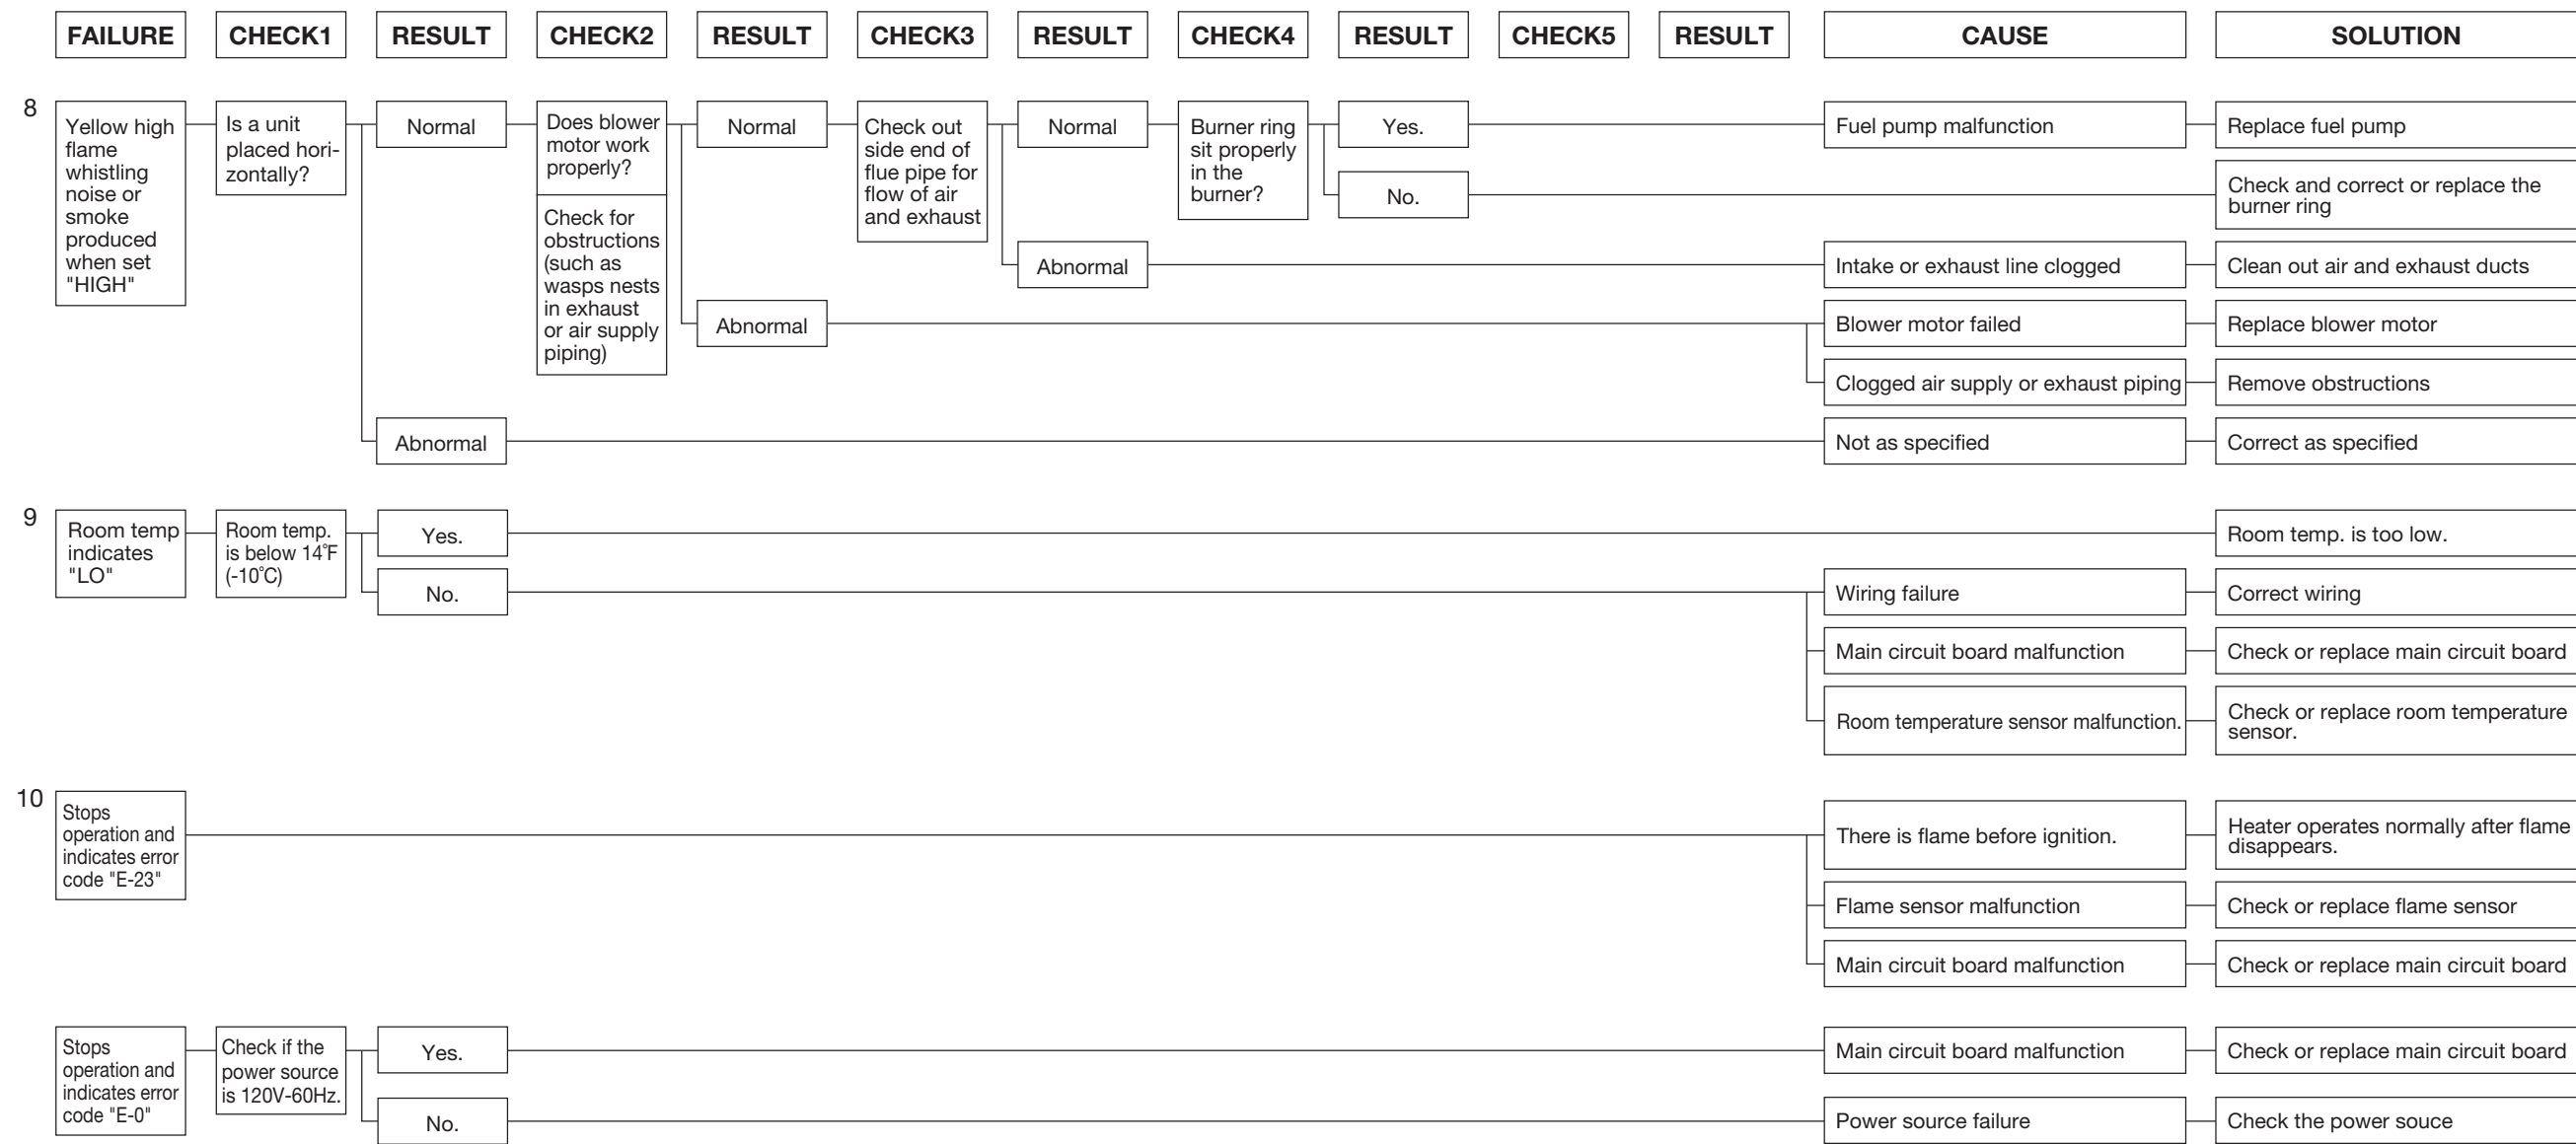 FAILURE CHECK1 RESULT CHECK2 RESULT CHECK3 RESULT CHECK4 RESULT CHECK5 RESULT CAUSE SOLUTION
8
Yellow high
flame
whistling
noise or
smoke
produced
when set
"HIGH"
Is a unit
placed hori-
zontally?
Normal
Does blower
motor work
properly?
Check for
obstructions
(such as
wasps nests
in exhaust
or air supply
piping)
Normal
Check out
side end of
flue pipe for
flow of air
and exhaust
Normal
Burner ring
sit properly
in the
burner?
Yes.
Fuel pump malfunction
Replace fuel pump
No.
Check and correct or replace the
burner ring
Abnormal
Intake or exhaust line clogged
Clean out air and exhaust ducts
Abnormal
Blower motor failed
Replace blower motor
Clogged air supply or exhaust piping
Remove obstructions
Abnormal
Not as specified
Correct as specified
9
Room temp
indicates
"LO"
Room temp.
is below 14°F
(-10°C)
Yes.
Room temp. is too low.
No.
Wiring failure
Correct wiring
Main circuit board malfunction
Check or replace main circuit board
Room temperature sensor malfunction.
Check or replace room temperature
sensor.
10
Stops
operation and
indicates error
code "E-23"
There is flame before ignition.
Heater operates normally after flame
disappears.
Flame sensor malfunction
Check or replace flame sensor
Main circuit board malfunction
Check or replace main circuit board
Stops
operation and
indicates error
code "E-0"
Check if the
power source
is 120V-60Hz.
Yes.
Main circuit board malfunction
Check or replace main circuit board
No.
Power source failure
Check the power souce